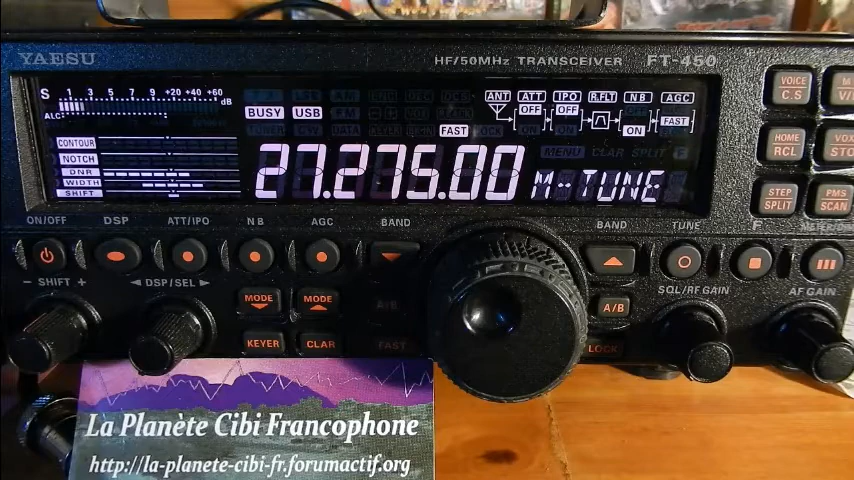 YAESU HF/50MHz TRANSCEIVER FT-450
S 1 3 5 7 9 +20 +40 +60 dB
ALC
BUSY USB
FAST
ANT ATT IPO R.FLT NB AGC
OFF OFF FAST
ON
CONTOUR
NOTCH
DNR
WIDTH
SHIFT
27.275.00 M-TUNE
MENU CLAR SPLIT F
VOICE C.S
HOME RCL
VOX
STEP SPLIT
PMS SCAN
ON/OFF DSP ATT/IPO NB AGC BAND BAND TUNE F
- SHIFT + ◄ DSP/SEL ► SQL/RF GAIN AF GAIN
MODE MODE A/B A/B
KEYER CLAR FAST LOCK
La Planète Cibi Francophone
http://la-planete-cibi-fr.forumactif.org